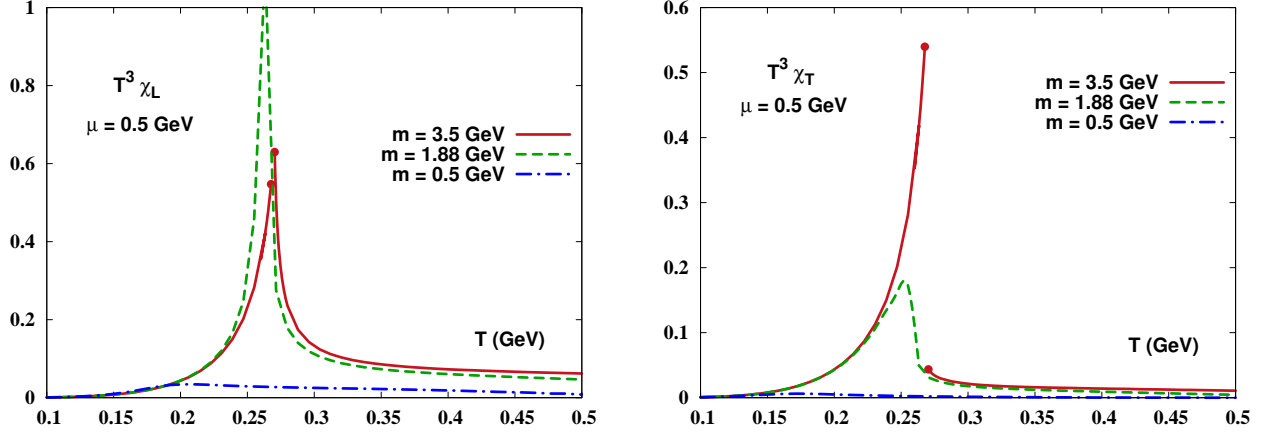 1
0.8
0.6
0.4
0.2
0
0.1 0.15 0.2 0.25 0.3 0.35 0.4 0.45 0.5
T³ χ_L
μ = 0.5 GeV
m = 3.5 GeV
m = 1.88 GeV
m = 0.5 GeV
T (GeV)
0.6
0.5
0.4
0.3
0.2
0.1
0
0.1 0.15 0.2 0.25 0.3 0.35 0.4 0.45 0.5
T³ χ_T
μ = 0.5 GeV
m = 3.5 GeV
m = 1.88 GeV
m = 0.5 GeV
T (GeV)